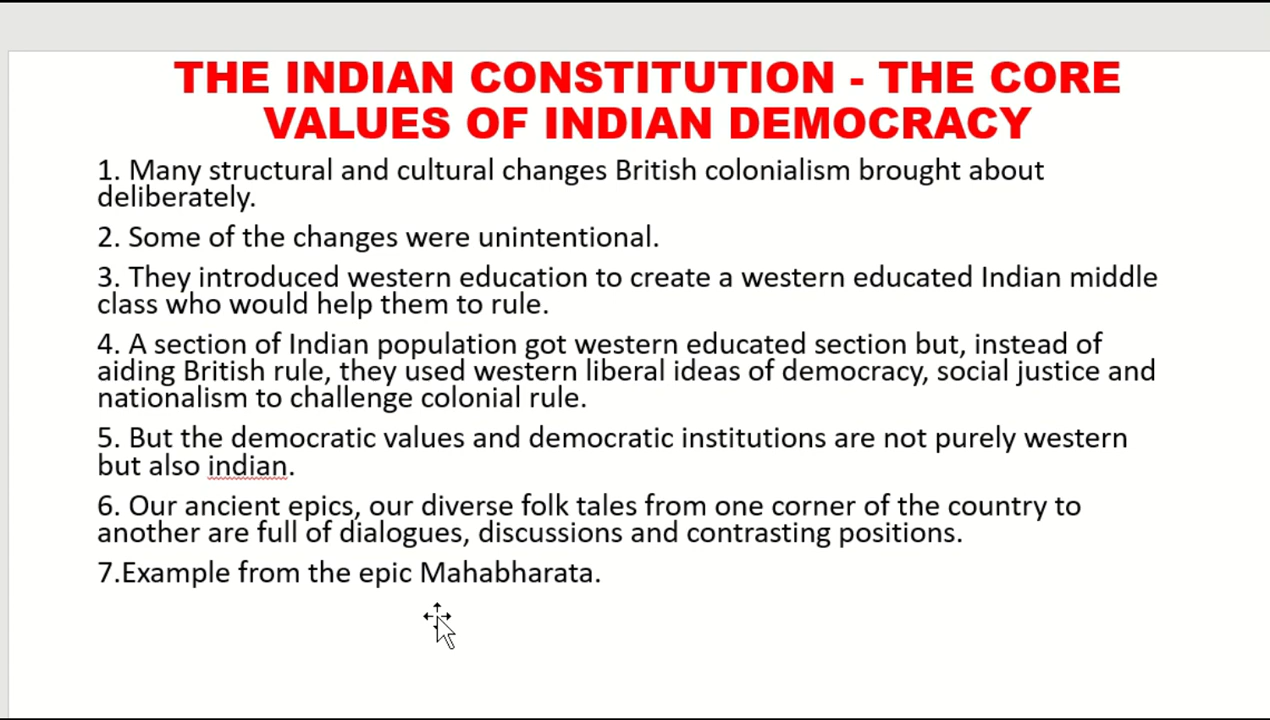 THE INDIAN CONSTITUTION - THE CORE
VALUES OF INDIAN DEMOCRACY
1. Many structural and cultural changes British colonialism brought about
deliberately.
2. Some of the changes were unintentional.
3. They introduced western education to create a western educated Indian middle
class who would help them to rule.
4. A section of Indian population got western educated section but, instead of
aiding British rule, they used western liberal ideas of democracy, social justice and
nationalism to challenge colonial rule.
5. But the democratic values and democratic institutions are not purely western
but also indian.
6. Our ancient epics, our diverse folk tales from one corner of the country to
another are full of dialogues, discussions and contrasting positions.
7.Example from the epic Mahabharata.